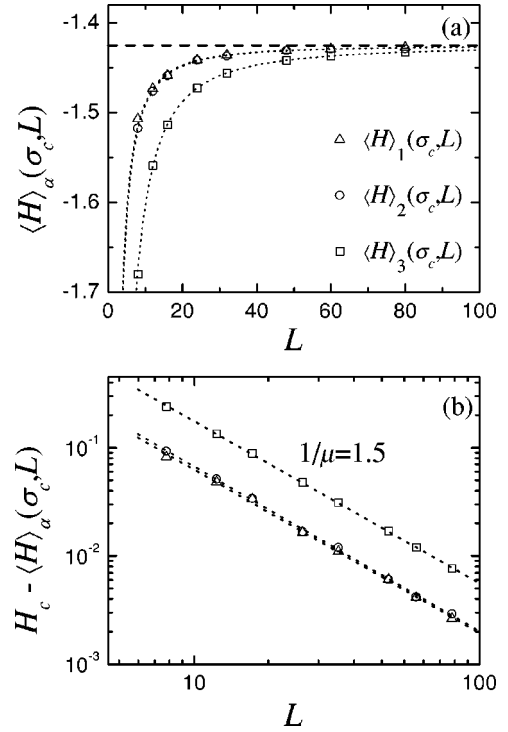 (a)
-1.4
-1.5
-1.6
-1.7
⟨H⟩α(σc,L)
△ ⟨H⟩1(σc,L)
○ ⟨H⟩2(σc,L)
□ ⟨H⟩3(σc,L)
0 20 40 60 80 100
L
(b)
10-1
10-2
10-3
Hc - ⟨H⟩α(σc,L)
1/μ=1.5
10 100
L